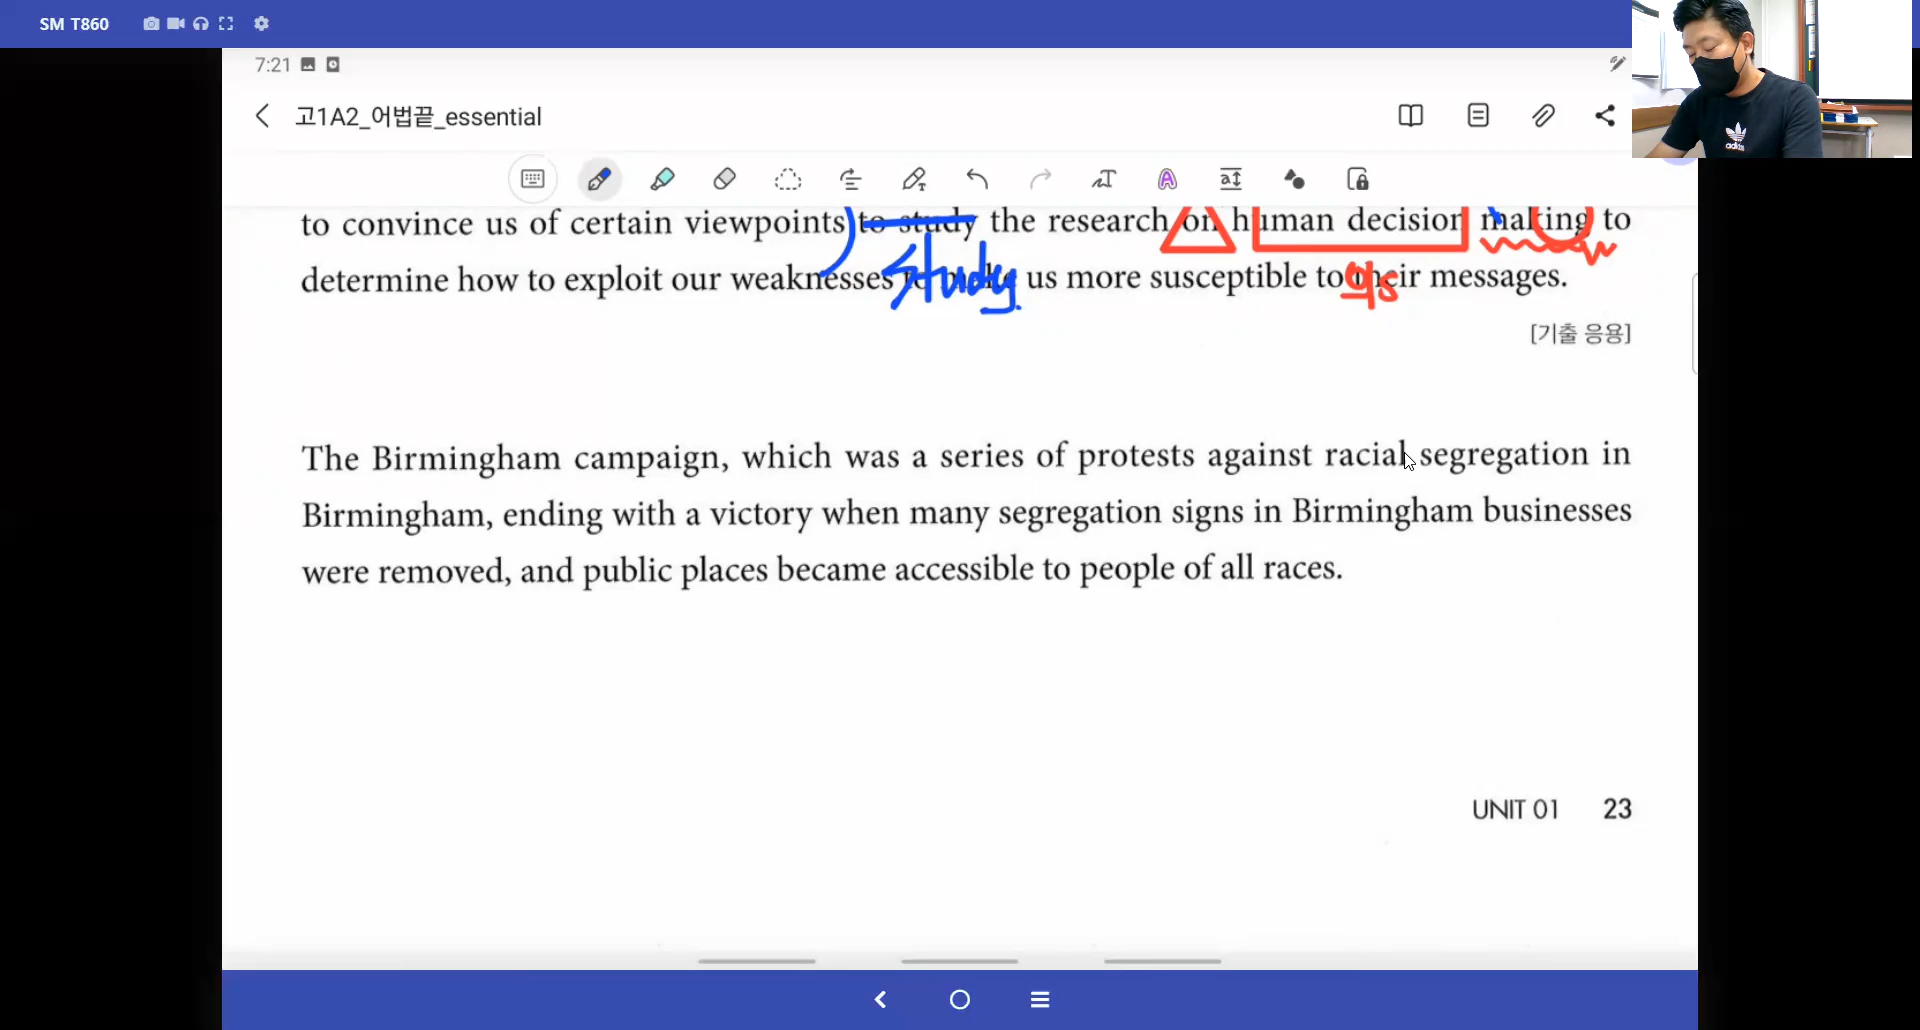 SM T860
7:21
고1A2_어법끝_essential
to convince us of certain viewpoints) to study the research on human decision making to
determine how to exploit our weaknesses to make us more susceptible to their messages.
study
[기출 응용]
The Birmingham campaign, which was a series of protests against racial segregation in
Birmingham, ending with a victory when many segregation signs in Birmingham businesses
were removed, and public places became accessible to people of all races.
UNIT 01 23
adidas